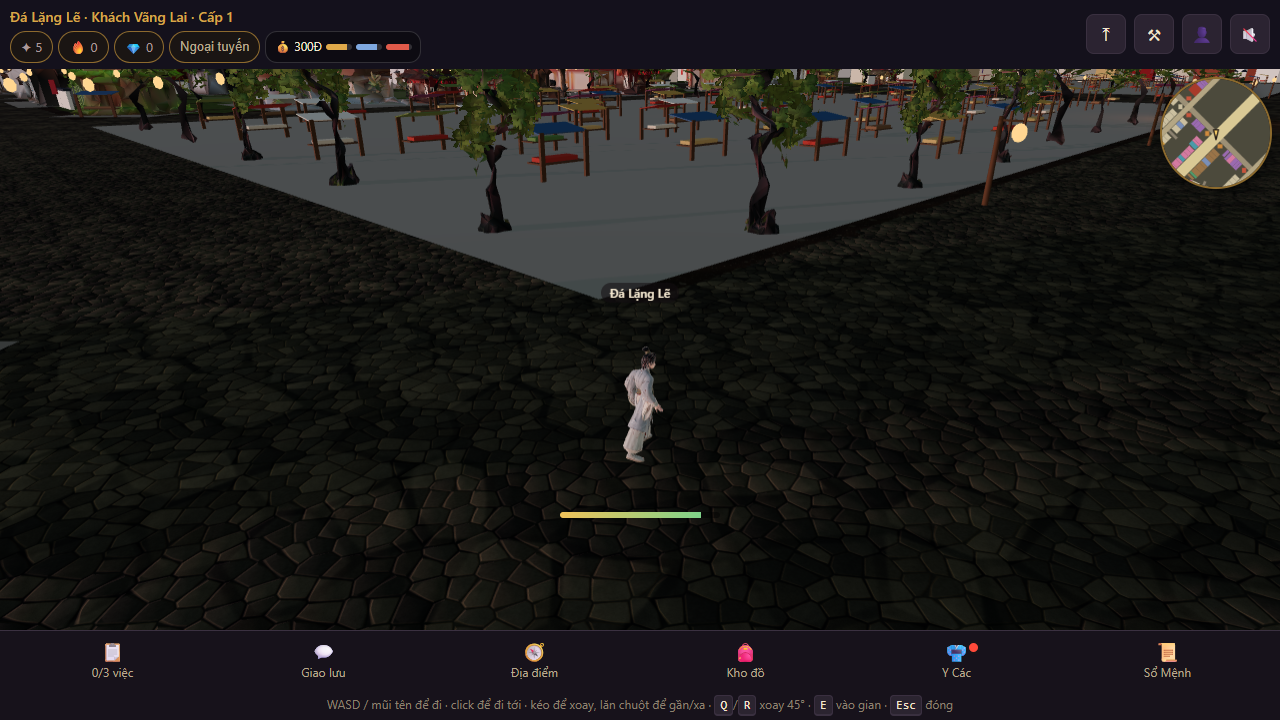 Đá Lặng Lẽ · Khách Vãng Lai · Cấp 1
5
0
0
Ngoại tuyến
300Đ
Đá Lặng Lẽ
0/3 việc
Giao lưu
Địa điểm
Kho đồ
Y Các
Sổ Mệnh
WASD / mũi tên để đi · click để đi tới · kéo để xoay, lăn chuột để gần/xa · Q / R xoay 45° · E vào gian · Esc đóng